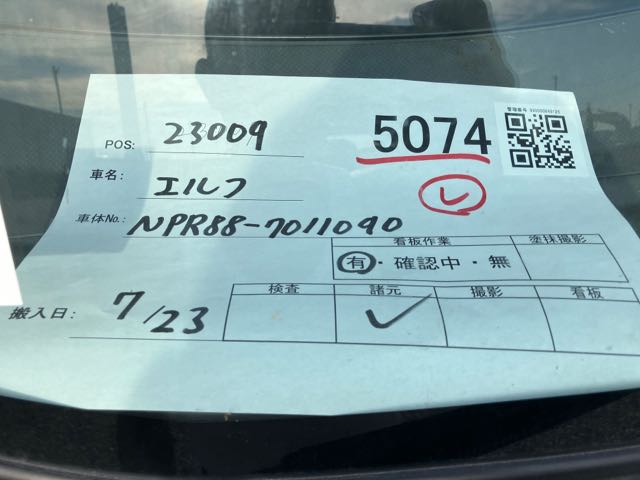 POS: 23009
5074
車名: エルフ
車体No.: NPR88-7011090
看板作業 塗抹撮影
有・確認中・無
搬入日: 7/23
検査 諸元 撮影 看板